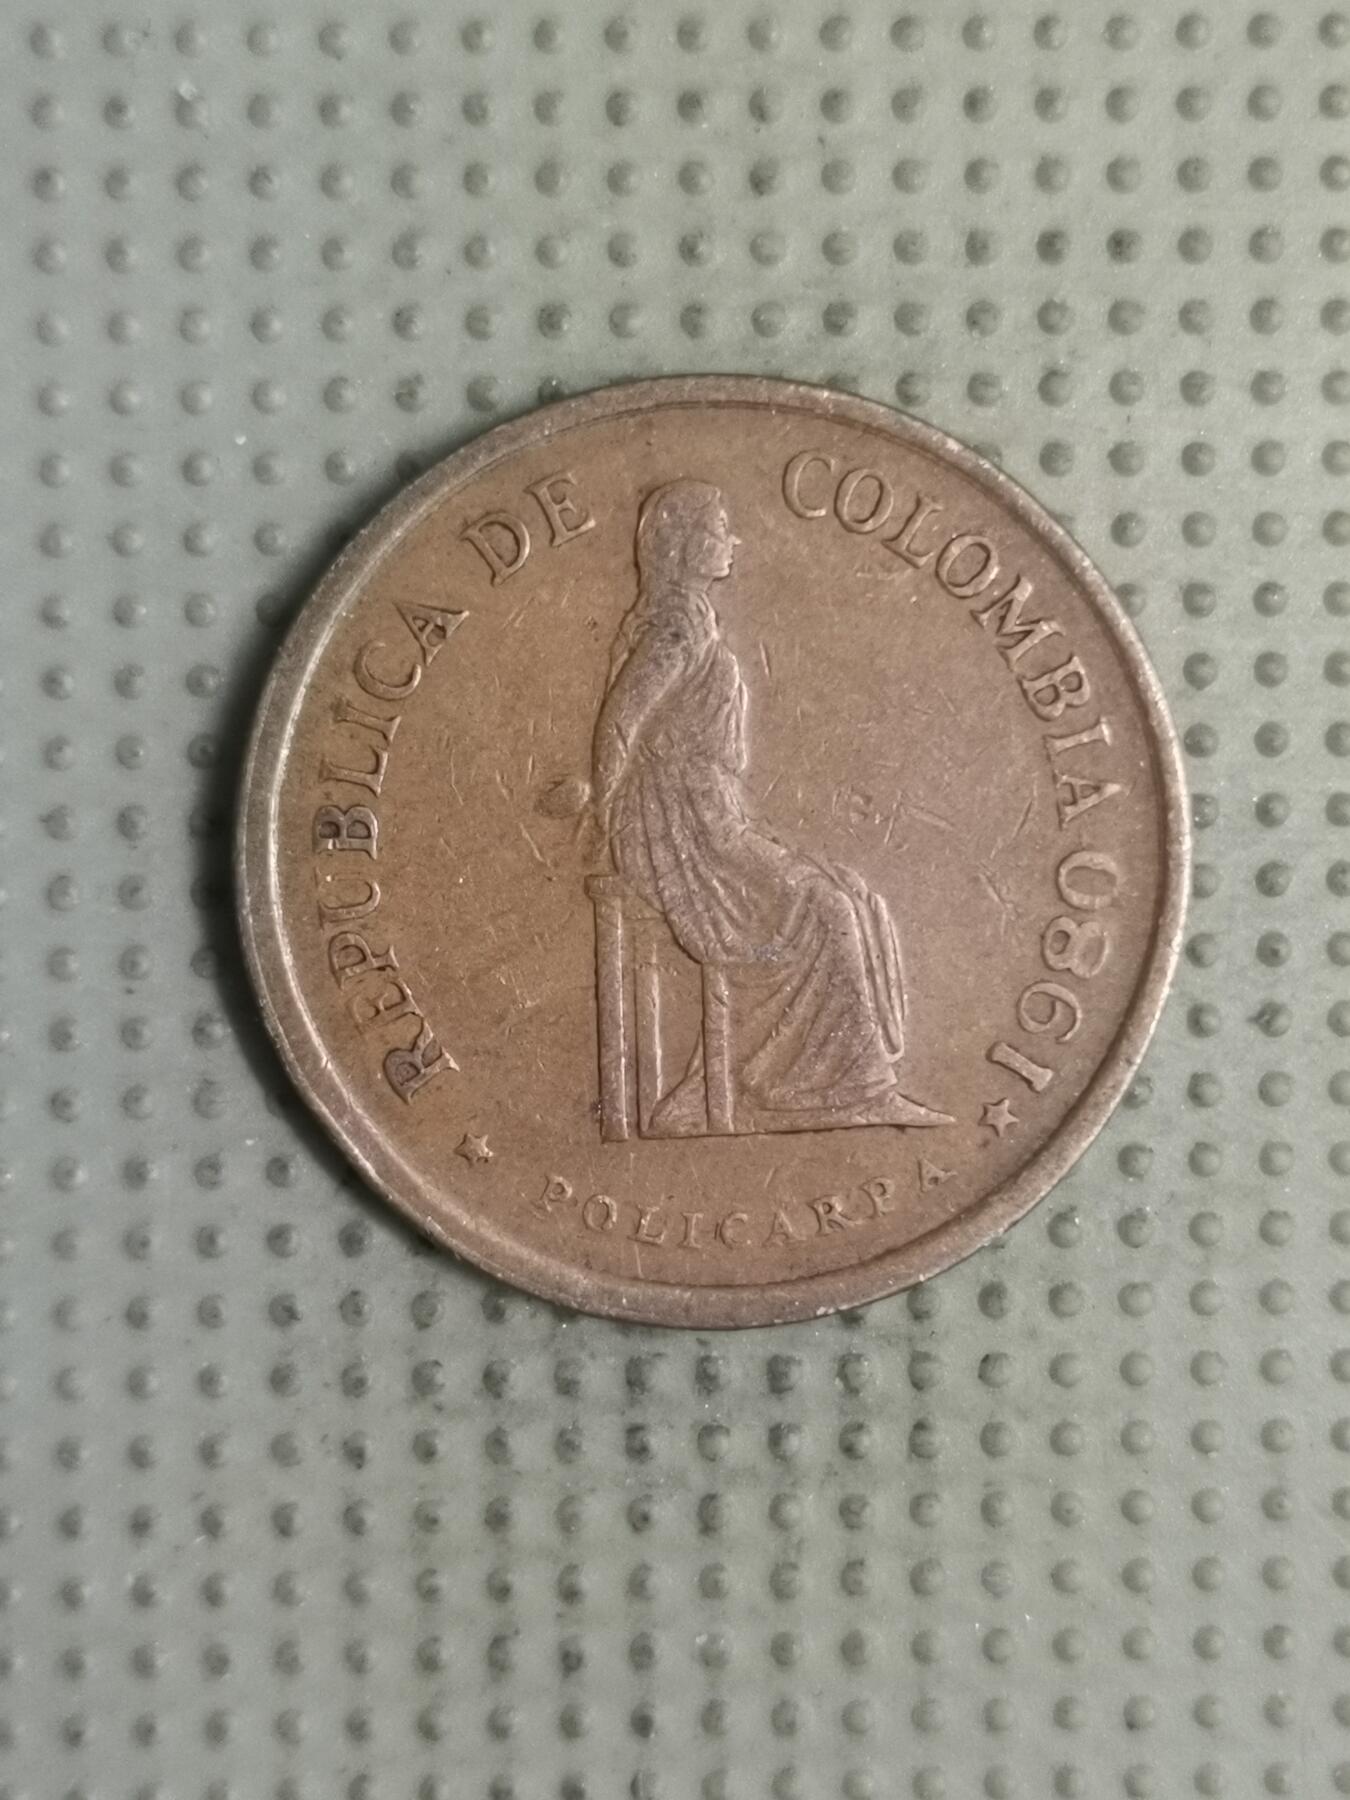 REPUBLICA DE COLOMBIA 1980
★ POLICARPA ★